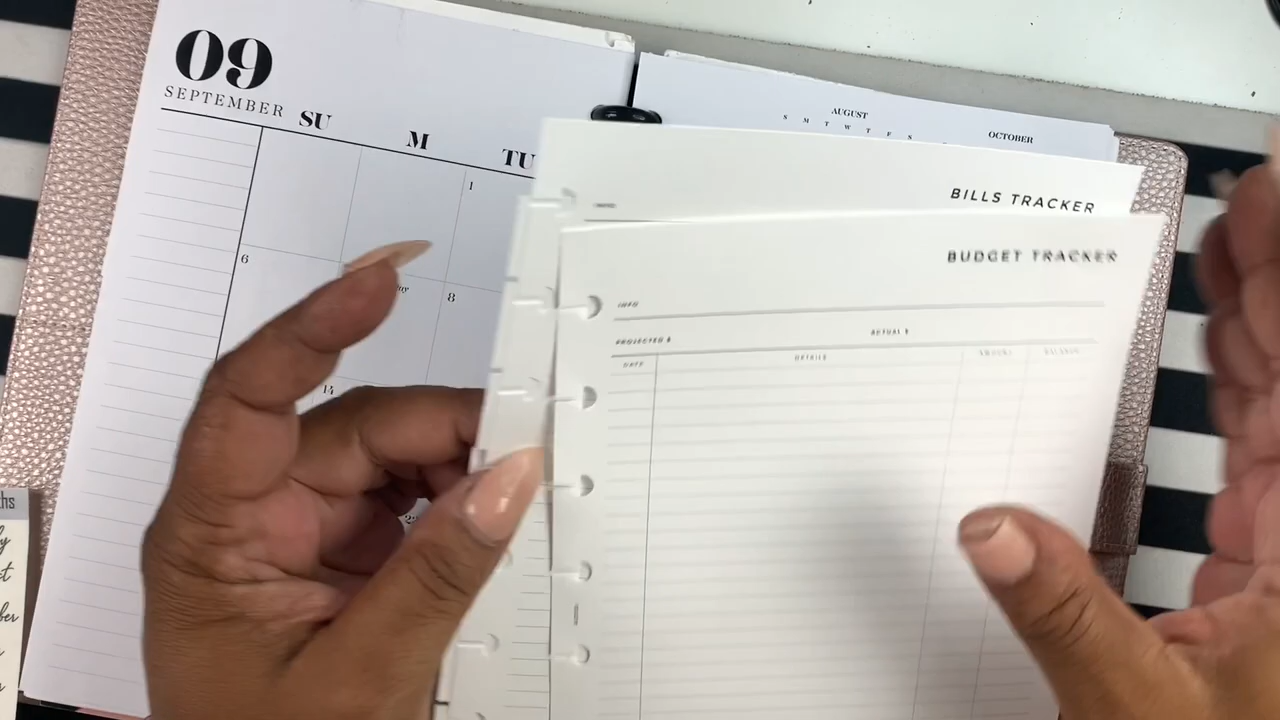 09
SEPTEMBER
SU
M
TU
1
6
8
14
AUGUST
S M T W T F S
OCTOBER
BILLS TRACKER
BUDGET TRACKER
INFO
PROJECTED $
ACTUAL $
DATE
DETAILS
AMOUNT
BALANCE
ths